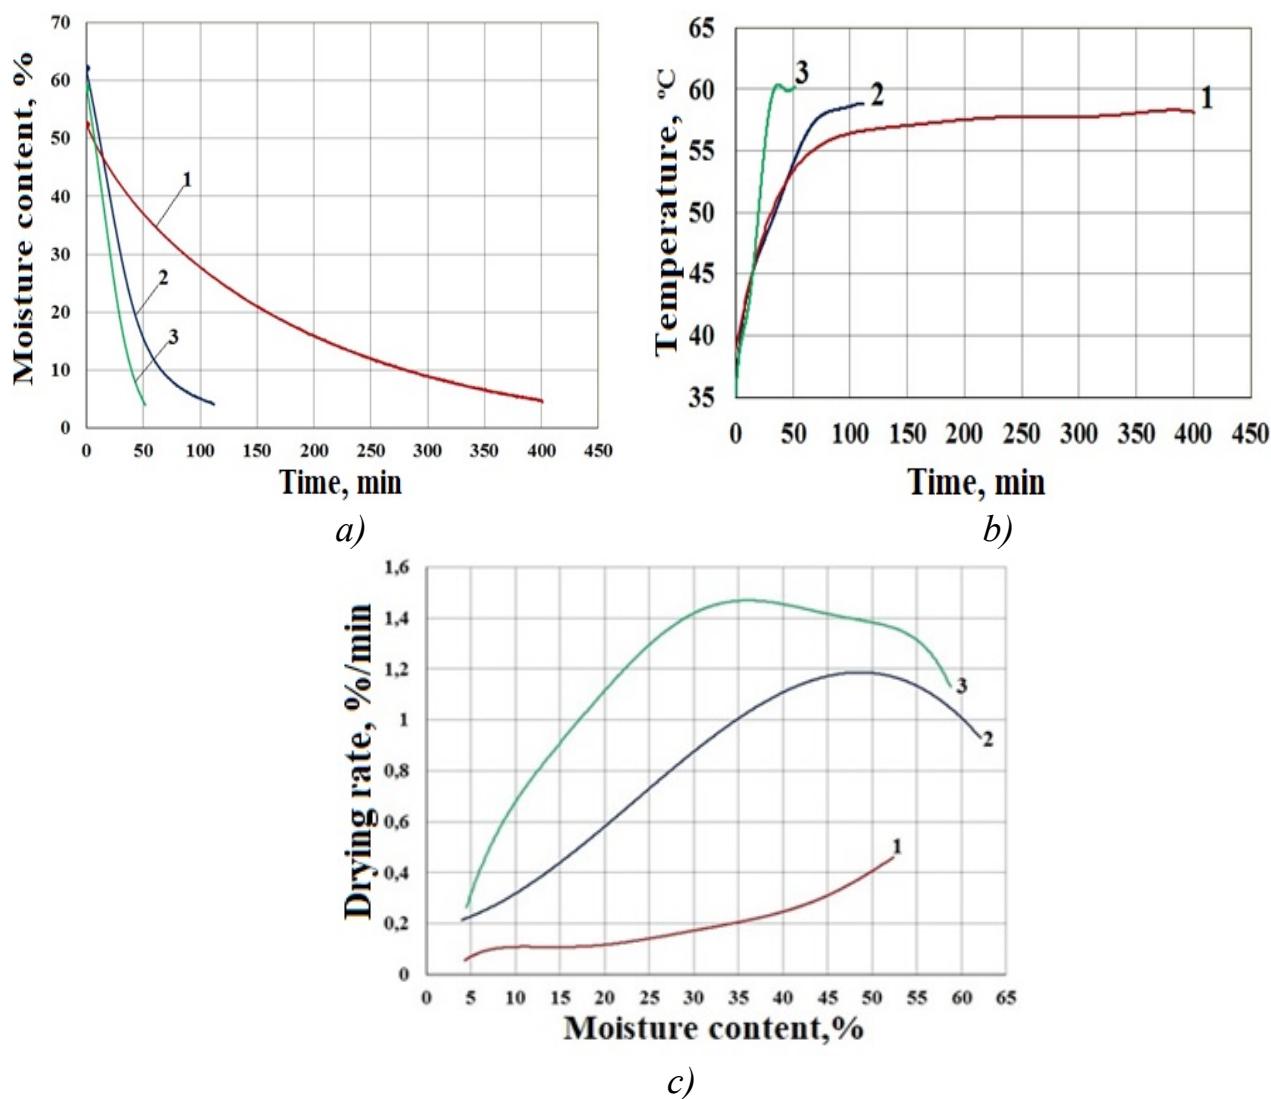 70
60
50
40
30
20
10
0
Moisture content, %
1
2
3
0 50 100 150 200 250 300 350 400 450
Time, min
a)
65
60
55
50
45
40
35
Temperature, ºC
3
2
1
0 50 100 150 200 250 300 350 400 450
Time, min
b)
1,6
1,4
1,2
1
0,8
0,6
0,4
0,2
0
Drying rate, %/min
3
2
1
0 5 10 15 20 25 30 35 40 45 50 55 60 65
Moisture content,%
c)